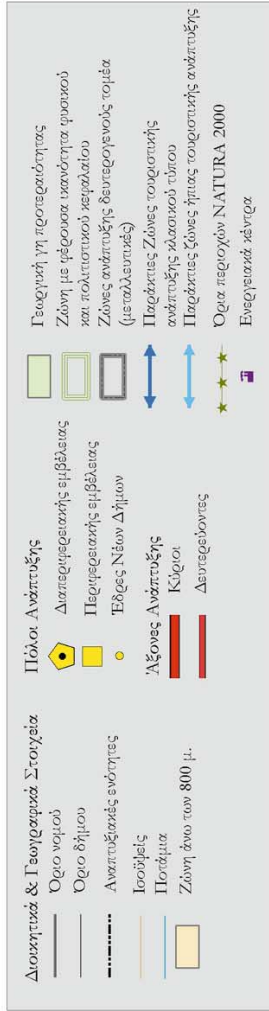 Διοικητικά & Γεωγραφικά Στοιχεία
Όριο νομού
Όριο δήμου
Αναπτυξιακές ενότητες
Ισοϋψείς
Ποτάμια
Ζώνη άνω των 800 μ.
Πόλοι Ανάπτυξης
Διαπεριφερειακής εμβέλειας
Περιφερειακής εμβέλειας
Έδρες Νέων Δήμων
Άξονες Ανάπτυξης
Κύριοι
Δευτερεύοντες
Γεωργική γη προτεραιότητας
Ζώνη με φέρουσα ικανότητα φυσικού
και πολιτιστικού κεφαλαίου
Ζώνες ανάπτυξης δευτερογενούς τομέα
(μεταλλευτικές)
Παράκτιες Ζώνες τουριστικής
ανάπτυξης κλασικού τύπου
Παράκτιες ζώνες ήπιας τουριστικής ανάπτυξης
Όρια περιοχών NATURA 2000
Ενεργειακά κέντρα